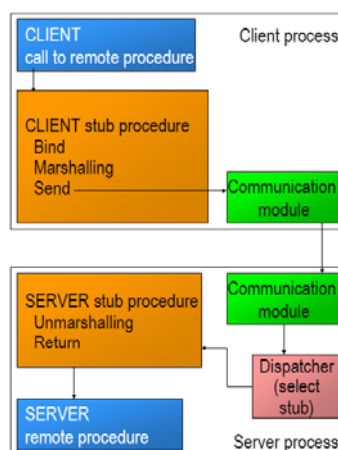 CLIENT
call to remote procedure
Client process
CLIENT stub procedure
Bind
Marshalling
Send
Communication
module
SERVER stub procedure
Unmarshalling
Return
Communication
module
Dispatcher
(select
stub)
SERVER
remote procedure
Server process